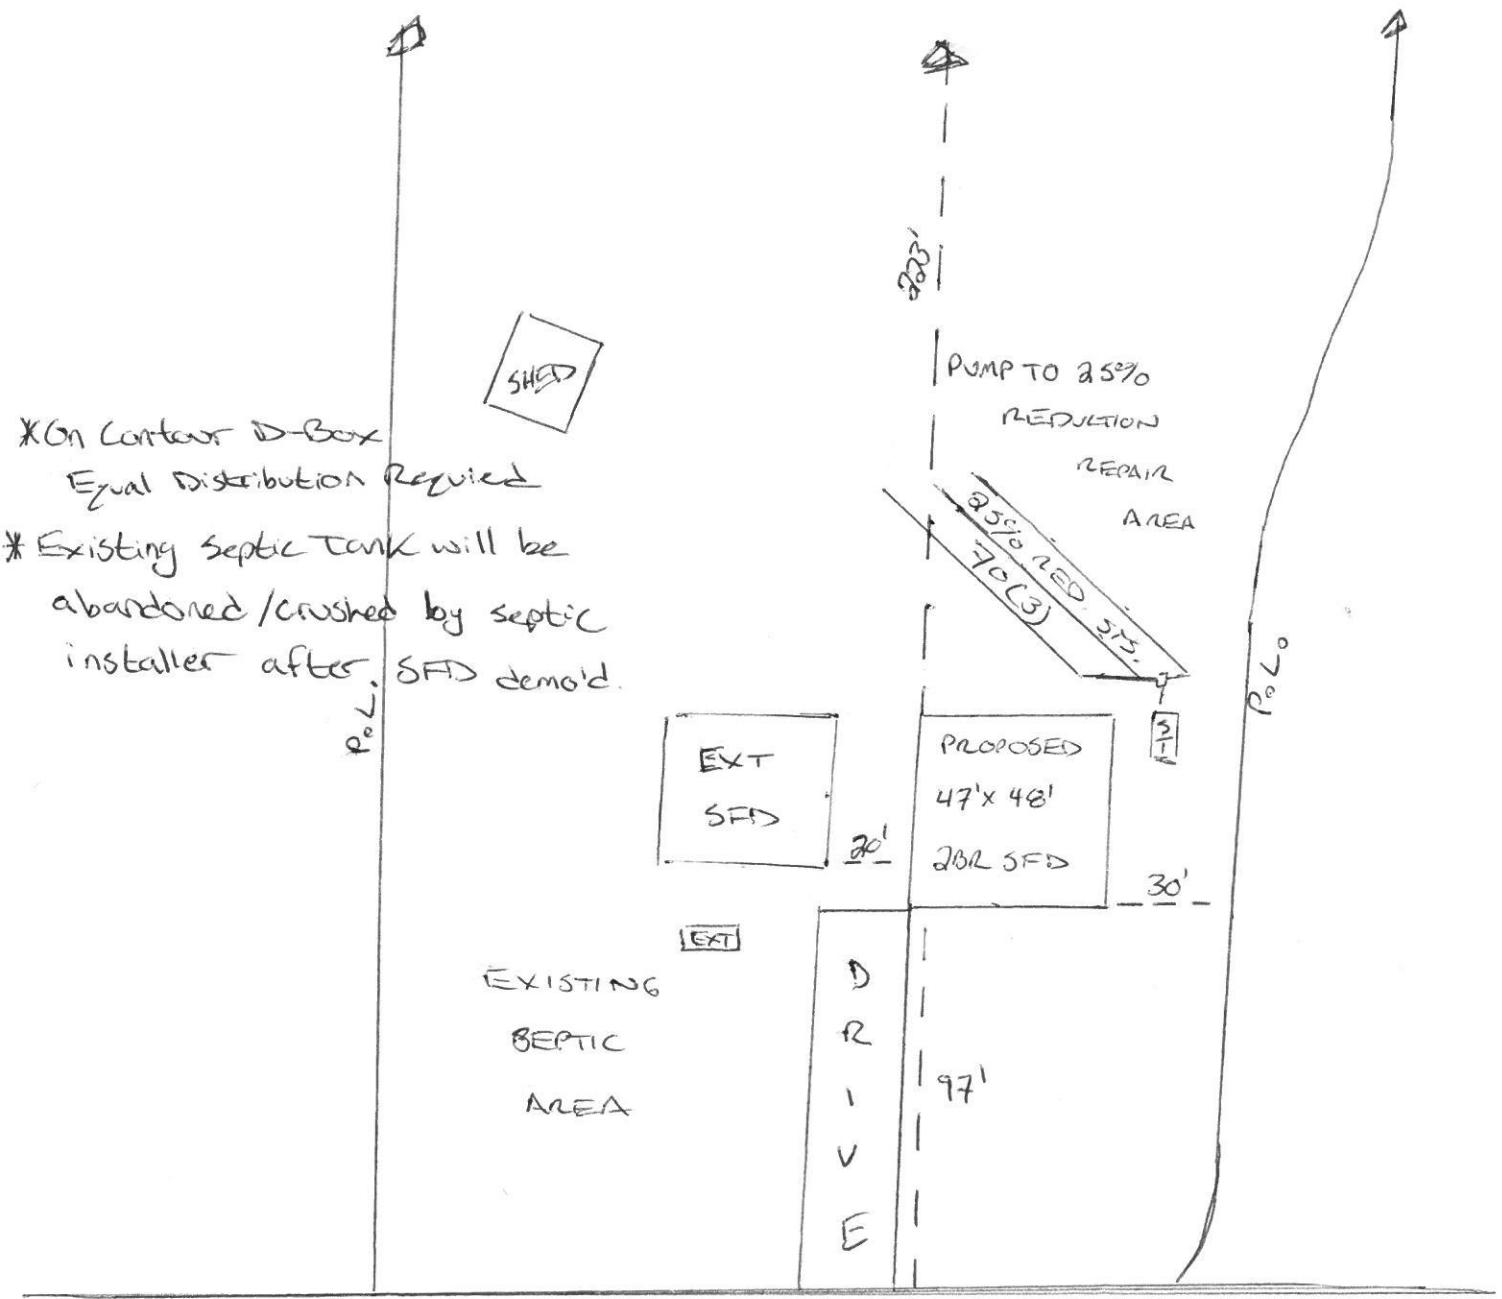 223'
PUMP TO 25%
REDUCTION
REPAIR
AREA
SHED
*On Contour D-Box
Equal Distribution Requied
* Existing Septic Tank will be
abandoned/crushed by septic
installer after SFD demo'd.
25% RED. SYS.
70(3)
P.L.
P.L.
EXT
SFD
20'
PROPOSED
47'x 48'
2BR SFD
30'
EXT
EXISTING
SEPTIC
AREA
DRIVE
97'